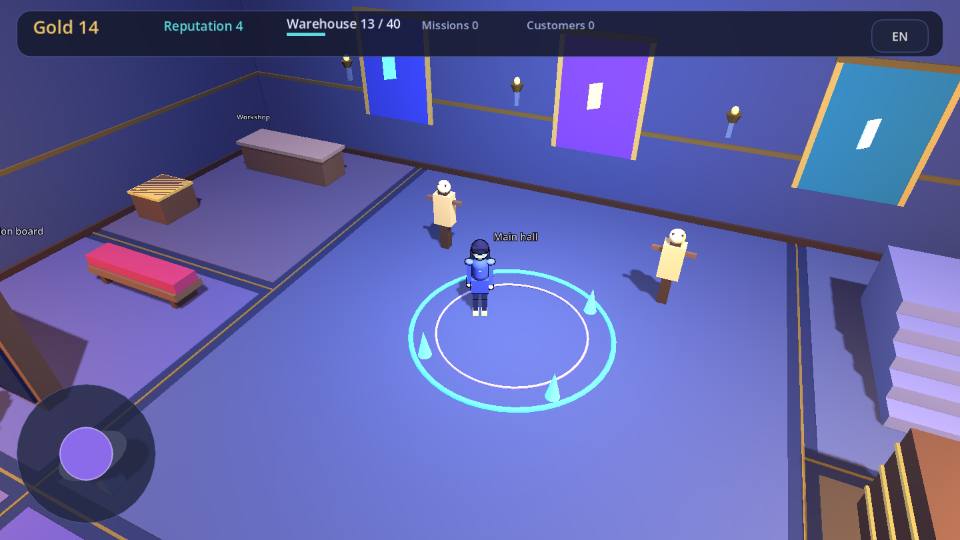 Gold 14
Reputation 4
Warehouse 13 / 40
Missions 0
Customers 0
EN
Workshop
on board
Main hall